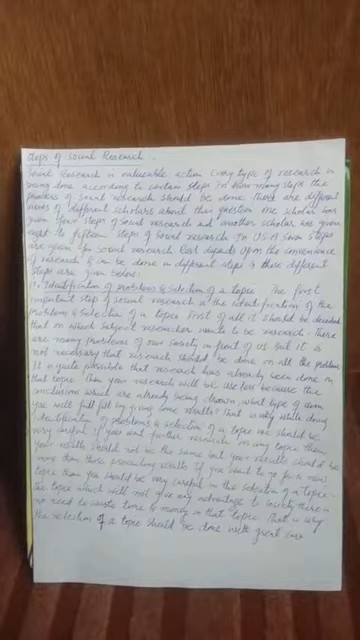 Steps of Social Research.
Social Research is valueable action Every type of research is
being done according to certain steps In How many steps the
process of social research should be done. There are different
views of different scholars about this question one scholar has
given four steps of social research and another scholar has given
eight to fifteen steps of social research. In U.S.A seven steps
are given for social research. Rest depends upon the convenience
of research is can be done in different steps & these different
steps are given below:
1. Identification of problems & Selection of a topic The first
important step of social research is the identification of the
problems & Selection of a topic First of all it should be decided
that on which subject researcher wants to be research. There
are many problems of our society in front of us But it is
not necessary that research should be done on all the problem
It is quite possible that research has already been done on
that topic Then your research will be useless because the
conclusions which are already being drawn, what type of aim
you will full fill by giving some results? That is why while doing
identification of problems & selection of a topic we should be
very careful. If you want further research on any topic then
your results should not be the same but your results should be
more than those preceding results If you want to go for a new
topic then you should be very careful in the selection of a topic.
The topic which will not give any advantage to society there is
no need to waste time & money on that topic. That is why
The selection of a topic should be done with great care